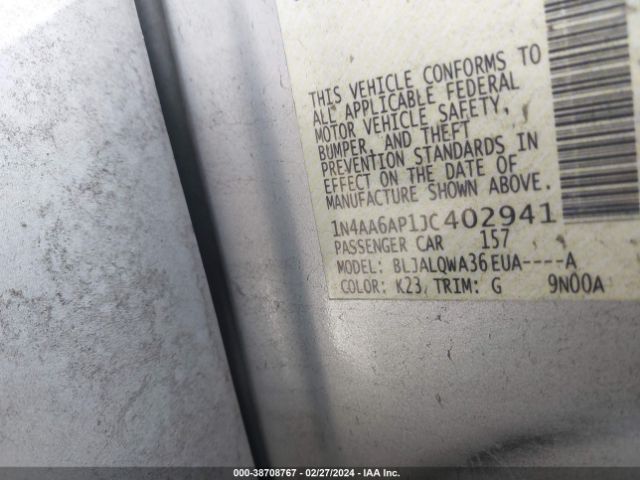 THIS VEHICLE CONFORMS TO
ALL APPLICABLE FEDERAL
MOTOR VEHICLE SAFETY,
BUMPER, AND THEFT
PREVENTION STANDARDS IN
EFFECT ON THE DATE OF
MANUFACTURE SHOWN ABOVE.
1N4AA6AP1JC402941
PASSENGER CAR 157
MODEL: BLJALQWA36EUA----A
COLOR: K23, TRIM: G 9N00A
000-38708767 - 02/27/2024 - IAA Inc.